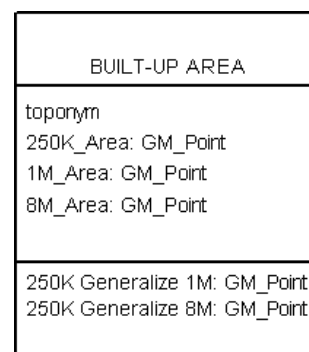 BUILT-UP AREA
toponym
250K_Area: GM_Point
1M_Area: GM_Point
8M_Area: GM_Point
250K Generalize 1M: GM_Point
250K Generalize 8M: GM_Point